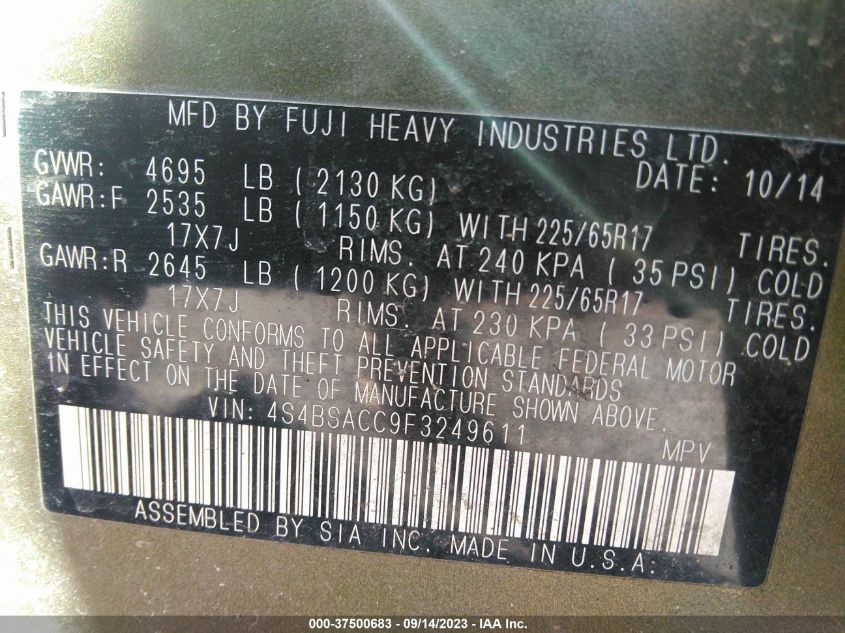 MFD BY FUJI HEAVY INDUSTRIES LTD.
GVWR: 4695 LB ( 2130 KG) DATE: 10/14
GAWR:F 2535 LB ( 1150 KG) WITH 225/65R17 TIRES.
17X7J RIMS. AT 240 KPA ( 35 PSI) COLD
GAWR:R 2645 LB ( 1200 KG) WITH 225/65R17 TIRES.
17X7J RIMS. AT 230 KPA ( 33 PSI) COLD
THIS VEHICLE CONFORMS TO ALL APPLICABLE FEDERAL MOTOR
VEHICLE SAFETY AND THEFT PREVENTION STANDARDS
IN EFFECT ON THE DATE OF MANUFACTURE SHOWN ABOVE.
VIN: 4S4BSACC9F3249611 MPV
ASSEMBLED BY SIA INC. MADE IN U.S.A.
000-37500683 - 09/14/2023 - IAA Inc.